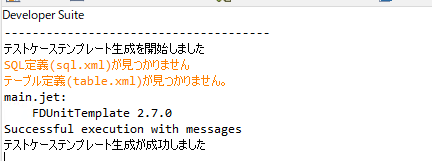 Developer Suite
----------------------------------
テストケーステンプレート生成を開始しました
SQL定義(sql.xml)が見つかりません
テーブル定義(table.xml)が見つかりません。
main.jet:
    FDUnitTemplate 2.7.0
Successful execution with messages
テストケーステンプレート生成が成功しました